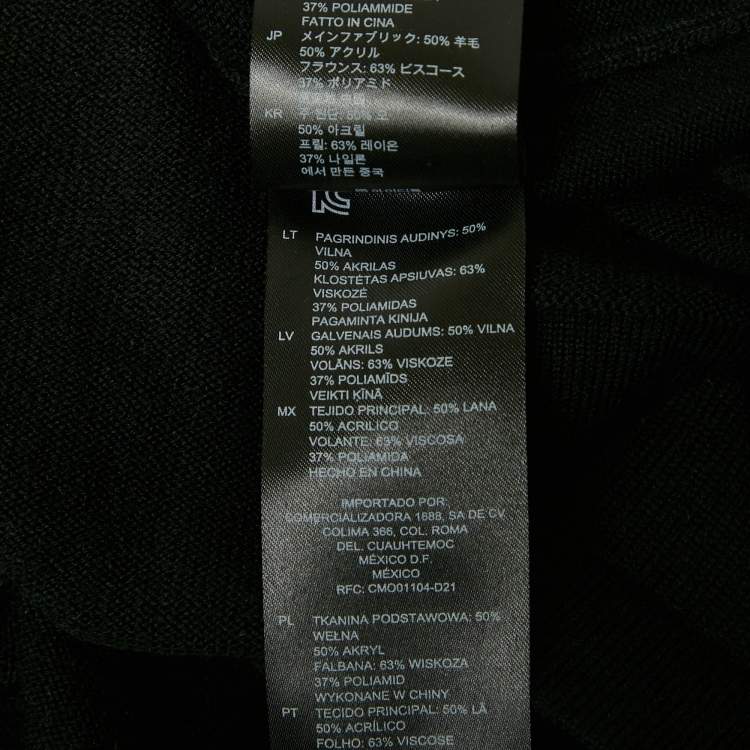 37% POLIAMMIDE
FATTO IN CINA
JP メインファブリック: 50% 羊毛
50% アクリル
フラウンス: 63% ビスコース
37% ポリアミド
KR
50% 아크릴
프릴: 63% 레이온
37% 나일론
에서 만든 중국
LT PAGRINDINIS AUDINYS: 50%
VILNA
50% AKRILAS
KLOSTĖTAS APSIUVAS: 63%
VISKOZĖ
37% POLIAMIDAS
PAGAMINTA KINIJA
LV GALVENAIS AUDUMS: 50% VILNA
50% AKRILS
VOLĀNS: 63% VISKOZE
37% POLIAMĪDS
VEIKTI ĶĪNĀ
MX TEJIDO PRINCIPAL: 50% LANA
50% ACRILICO
VOLANTE: 63% VISCOSA
37% POLIAMIDA
HECHO EN CHINA
IMPORTADO POR:
COMERCIALIZADORA 1688, SA DE CV
COLIMA 366, COL. ROMA
DEL. CUAUHTEMOC
MÉXICO D.F.
MÉXICO
RFC: CMO01104-D21
PL TKANINA PODSTAWOWA: 50%
WEŁNA
50% AKRYL
FALBANA: 63% WISKOZA
37% POLIAMID
WYKONANE W CHINY
PT TECIDO PRINCIPAL: 50% LÃ
50% ACRÍLICO
FOLHO: 63% VISCOSE